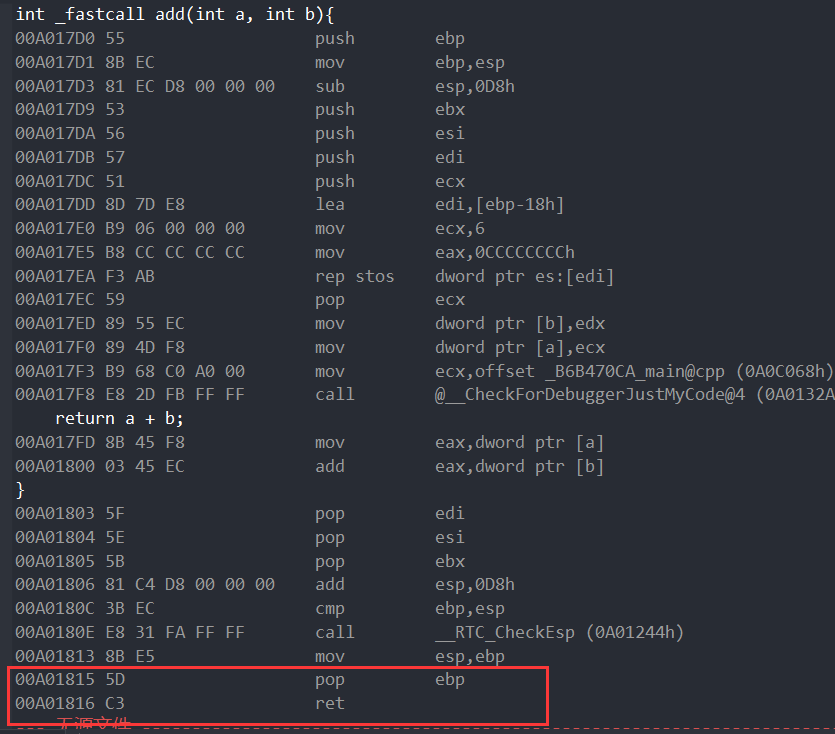 int _fastcall add(int a, int b){
00A017D0 55 push ebp
00A017D1 8B EC mov ebp,esp
00A017D3 81 EC D8 00 00 00 sub esp,0D8h
00A017D9 53 push ebx
00A017DA 56 push esi
00A017DB 57 push edi
00A017DC 51 push ecx
00A017DD 8D 7D E8 lea edi,[ebp-18h]
00A017E0 B9 06 00 00 00 mov ecx,6
00A017E5 B8 CC CC CC CC mov eax,0CCCCCCCCh
00A017EA F3 AB rep stos dword ptr es:[edi]
00A017EC 59 pop ecx
00A017ED 89 55 EC mov dword ptr [b],edx
00A017F0 89 4D F8 mov dword ptr [a],ecx
00A017F3 B9 68 C0 A0 00 mov ecx,offset _B6B470CA_main@cpp (0A0C068h)
00A017F8 E8 2D FB FF FF call @__CheckForDebuggerJustMyCode@4 (0A0132A
return a + b;
00A017FD 8B 45 F8 mov eax,dword ptr [a]
00A01800 03 45 EC add eax,dword ptr [b]
}
00A01803 5F pop edi
00A01804 5E pop esi
00A01805 5B pop ebx
00A01806 81 C4 D8 00 00 00 add esp,0D8h
00A0180C 3B EC cmp ebp,esp
00A0180E E8 31 FA FF FF call __RTC_CheckEsp (0A01244h)
00A01813 8B E5 mov esp,ebp
00A01815 5D pop ebp
00A01816 C3 ret
--- 无源文件 ---